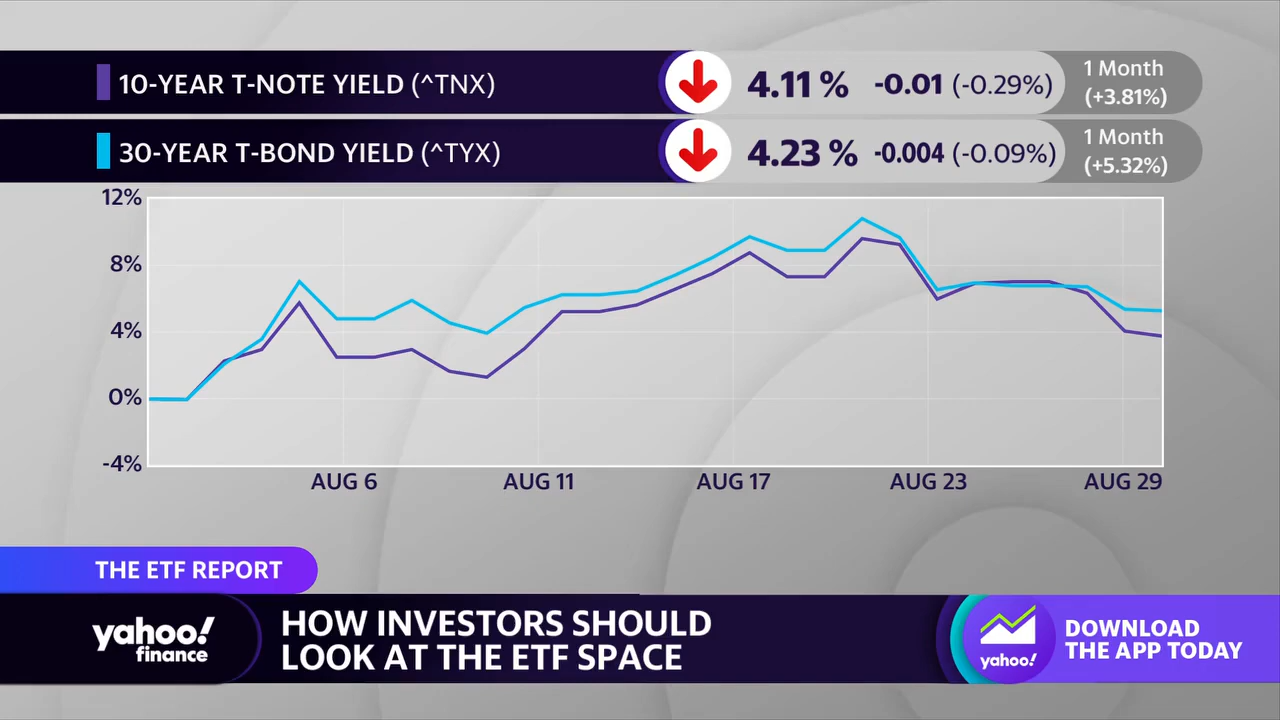 10-YEAR T-NOTE YIELD (^TNX) 4.11 % -0.01 (-0.29%) 1 Month (+3.81%)
30-YEAR T-BOND YIELD (^TYX) 4.23 % -0.004 (-0.09%) 1 Month (+5.32%)
12%
8%
4%
0%
-4%
AUG 6 AUG 11 AUG 17 AUG 23 AUG 29
THE ETF REPORT
yahoo!
finance
HOW INVESTORS SHOULD
LOOK AT THE ETF SPACE
yahoo!
DOWNLOAD
THE APP TODAY